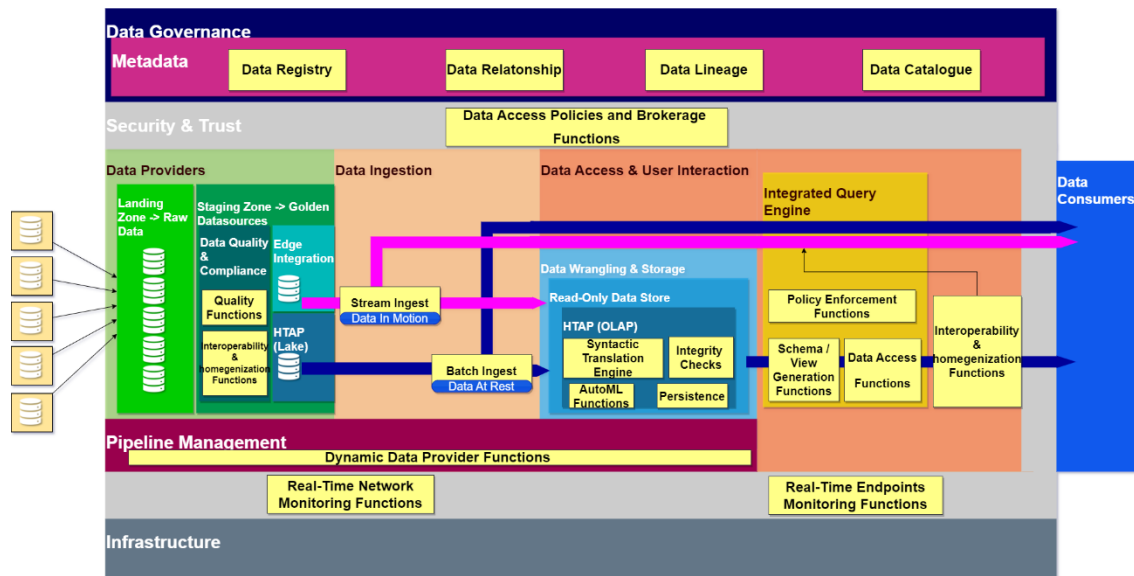 Data Governance
Metadata
Data Registry
Data Relatonship
Data Lineage
Data Catalogue
Security & Trust
Data Access Policies and Brokerage
Functions
Data Providers
Data Ingestion
Data Access & User Interaction
Landing
Zone -> Raw
Data
Staging Zone -> Golden
Datasources
Data Quality
&
Compliance
Edge
Integration
Quality
Functions
Interoperability
&
homegenization
Functions
HTAP
(Lake)
Stream Ingest
Data In Motion
Batch Ingest
Data At Rest
Data Wrangling & Storage
Read-Only Data Store
HTAP (OLAP)
Syntactic
Translation
Engine
Integrity
Checks
AutoML
Functions
Persistence
Integrated Query
Engine
Policy Enforcement
Functions
Schema /
View
Generation
Functions
Data Access
Functions
Interoperability
&
homegenization
Functions
Data
Consumers
Pipeline Management
Dynamic Data Provider Functions
Real-Time Network
Monitoring Functions
Real-Time Endpoints
Monitoring Functions
Infrastructure